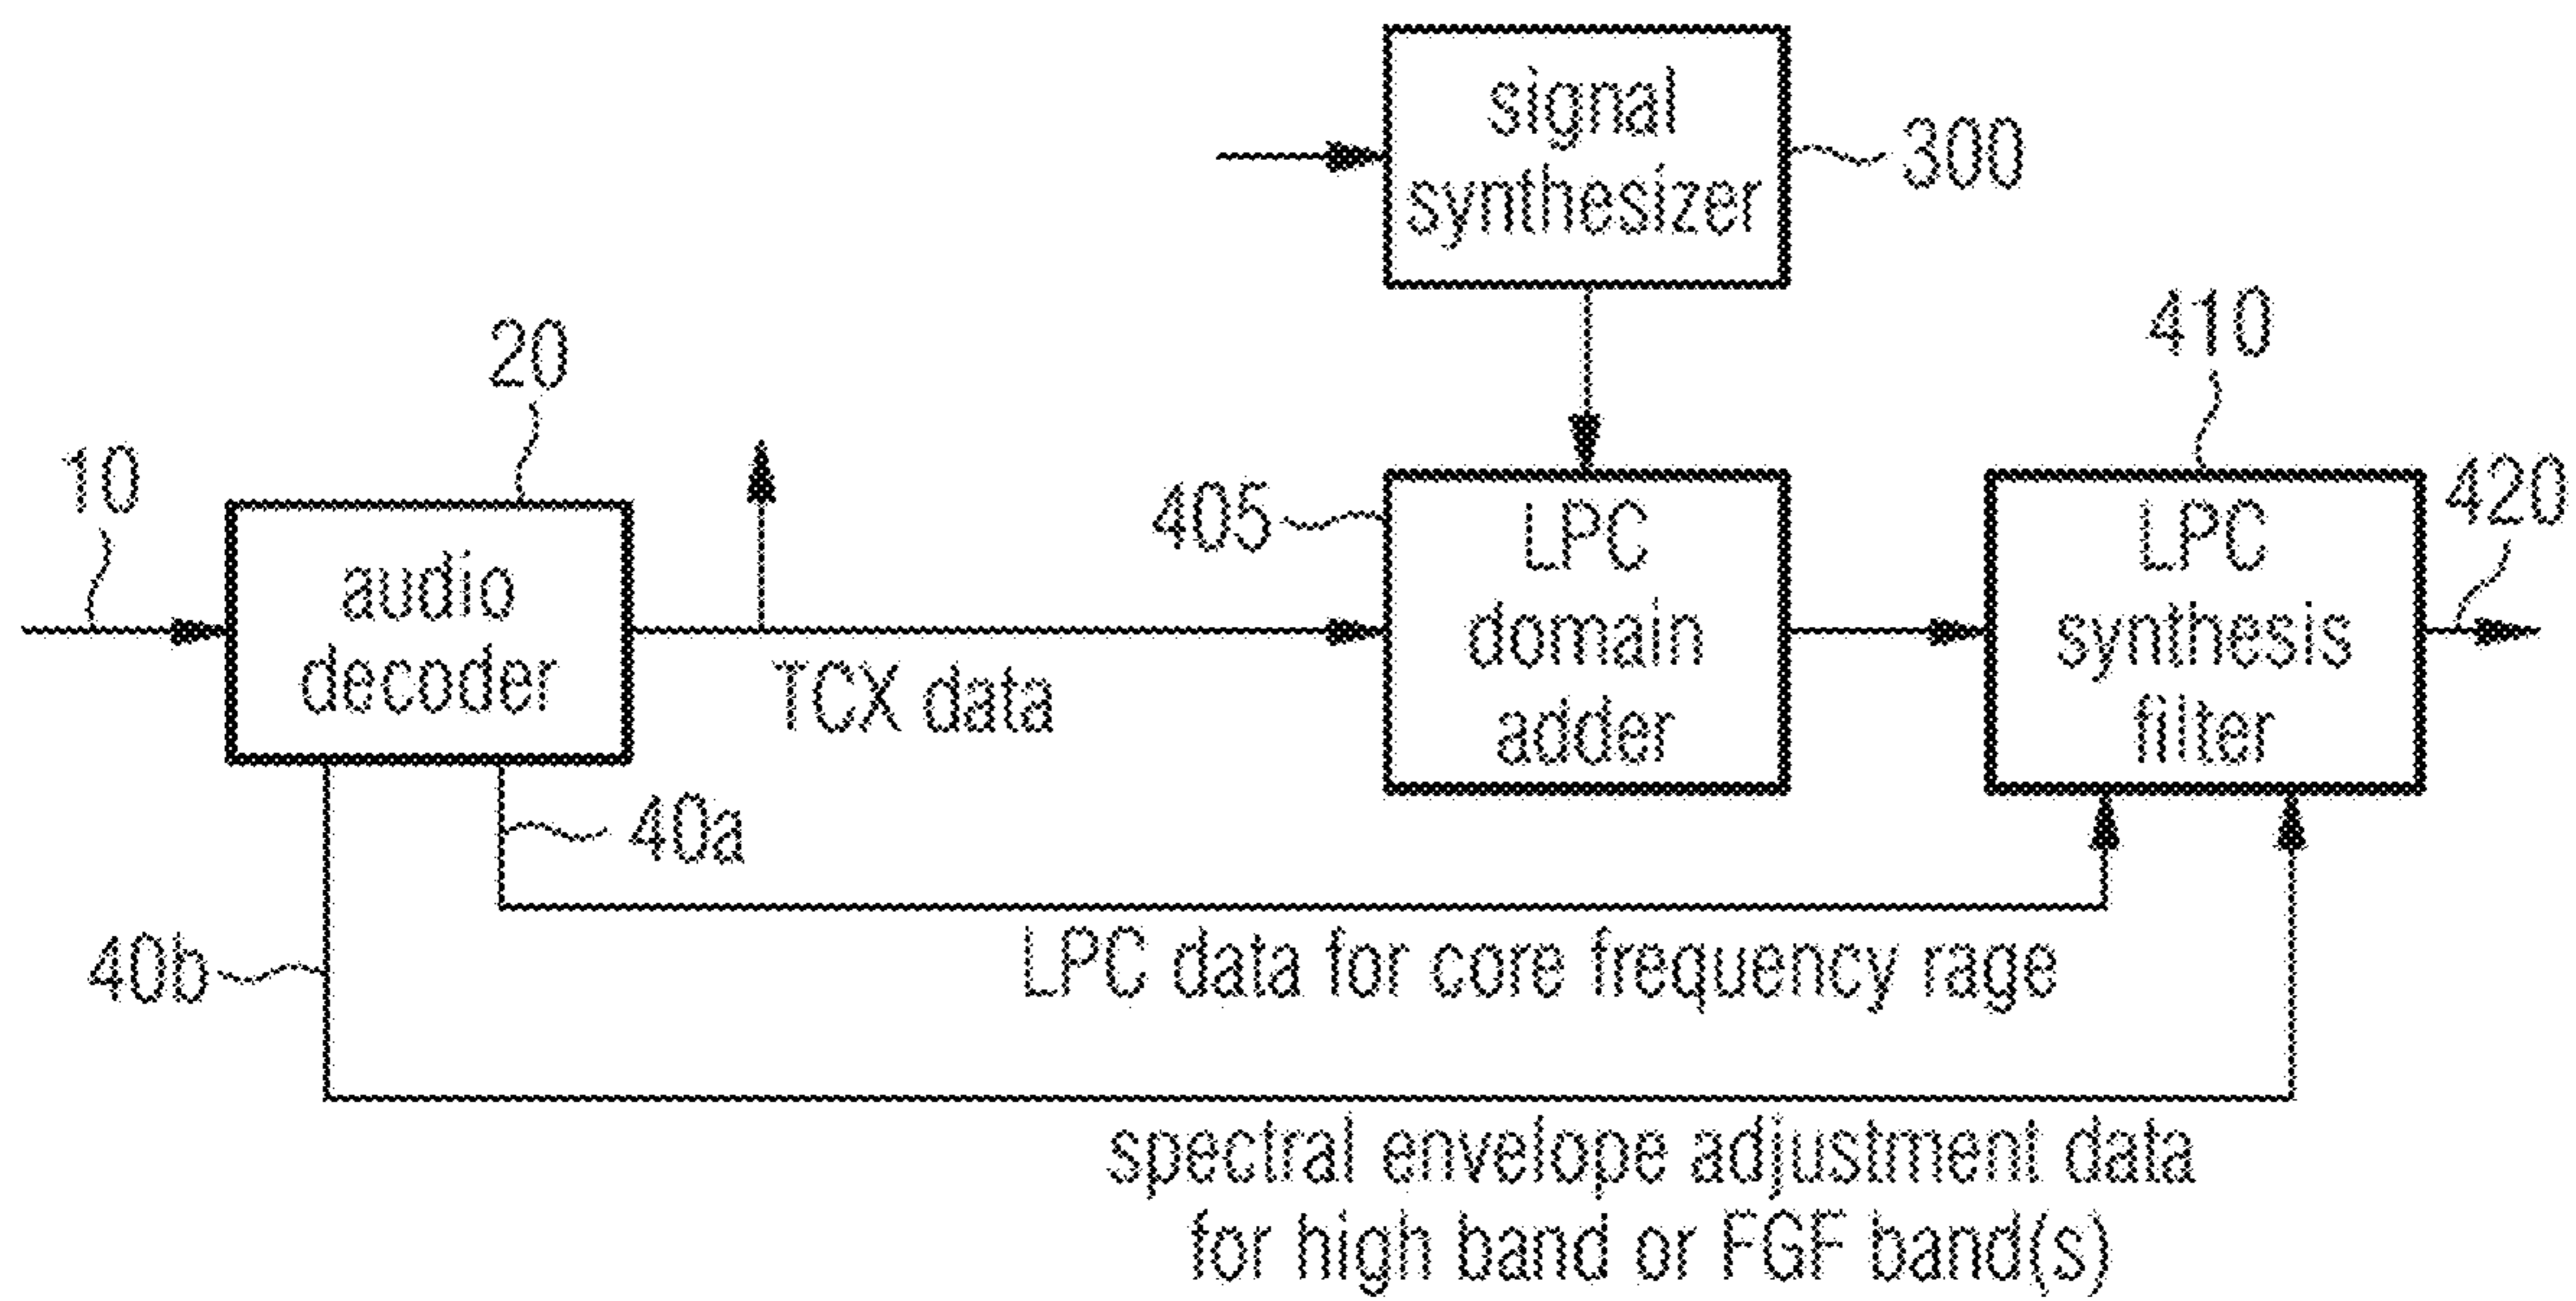 signal
synthesizer
300
20
410
10
405
420
audio
decoder
LPC
domain
adder
LPC
synthesis
filter
TCX data
40a
40b
LPC data for core frequency rage
spectral envelope adjustment data
for high band or FGF band(s)